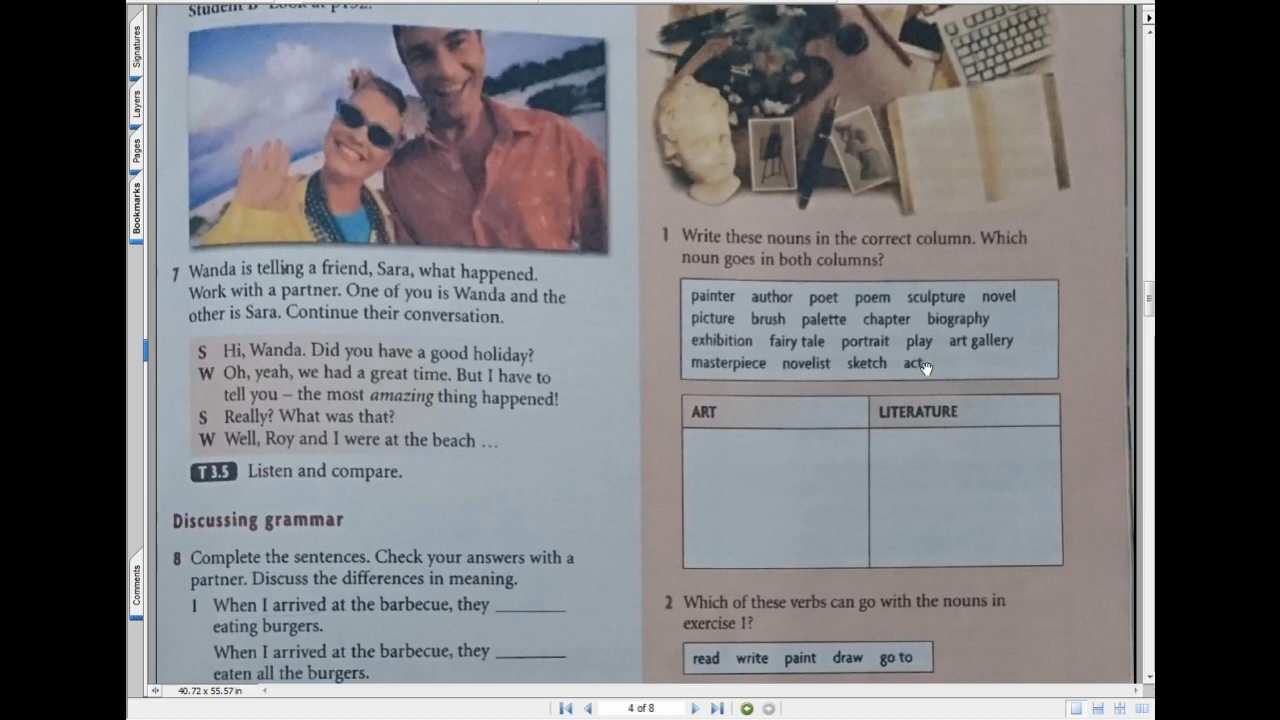 Student B Look at p152.
7 Wanda is telling a friend, Sara, what happened.
Work with a partner. One of you is Wanda and the
other is Sara. Continue their conversation.
S Hi, Wanda. Did you have a good holiday?
W Oh, yeah, we had a great time. But I have to
tell you – the most amazing thing happened!
S Really? What was that?
W Well, Roy and I were at the beach ...
T 3.5 Listen and compare.
Discussing grammar
8 Complete the sentences. Check your answers with a
partner. Discuss the differences in meaning.
1 When I arrived at the barbecue, they ________
eating burgers.
When I arrived at the barbecue, they ________
eaten all the burgers.
1 Write these nouns in the correct column. Which
noun goes in both columns?
painter author poet poem sculpture novel
picture brush palette chapter biography
exhibition fairy tale portrait play art gallery
masterpiece novelist sketch act
ART LITERATURE
2 Which of these verbs can go with the nouns in
exercise 1?
read write paint draw go to
Signatures
Layers
Pages
Bookmarks
Comments
40.72 x 55.57 in
4 of 8